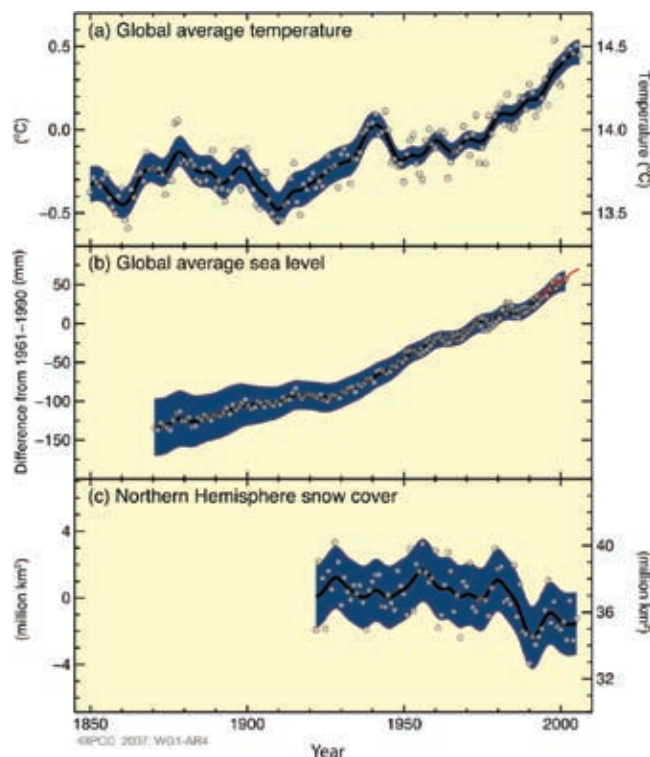 (a) Global average temperature
0.5
0.0
−0.5
(°C)
14.5
14.0
13.5
Temperature (°C)
(b) Global average sea level
50
0
−50
−100
−150
(mm)
Difference from 1961–1990
(c) Northern Hemisphere snow cover
4
0
−4
(million km²)
40
36
32
(million km²)
1850
1900
1950
2000
Year
©IPCC 2007: WG1-AR4